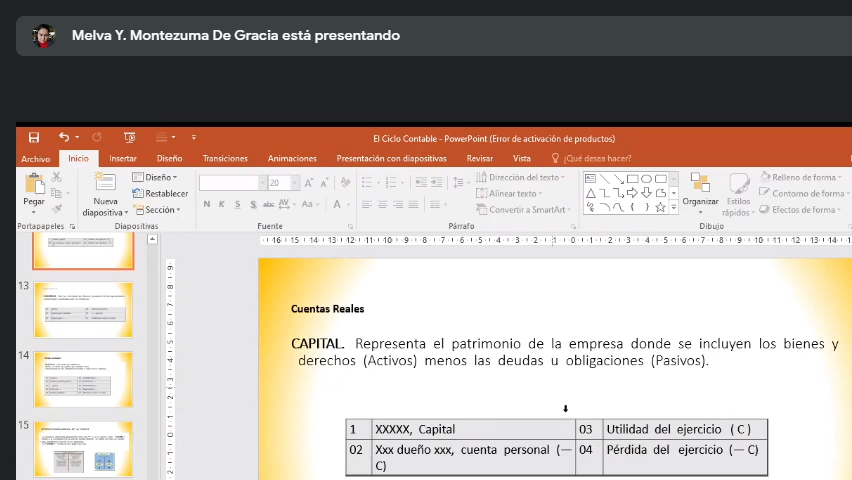 Melva Y. Montezuma De Gracia está presentando
El Ciclo Contable - PowerPoint (Error de activación de productos)
Archivo Inicio Insertar Diseño Transiciones Animaciones Presentación con diapositivas Revisar Vista ¿Qué desea hacer?
Pegar
Nueva diapositiva
Diseño
Restablecer
Sección
20
N K S S abc AV Aa A
Dirección del texto
Alinear texto
Convertir a SmartArt
Organizar
Estilos rápidos
Relleno de forma
Contorno de forma
Efectos de forma
Portapapeles Diapositivas Fuente Párrafo Dibujo
13
14
15
Cuentas Reales
CAPITAL. Representa el patrimonio de la empresa donde se incluyen los bienes y
derechos (Activos) menos las deudas u obligaciones (Pasivos).
1 XXXXX, Capital 03 Utilidad del ejercicio ( C )
02 Xxx dueño xxx, cuenta personal (— C) 04 Pérdida del ejercicio (— C)